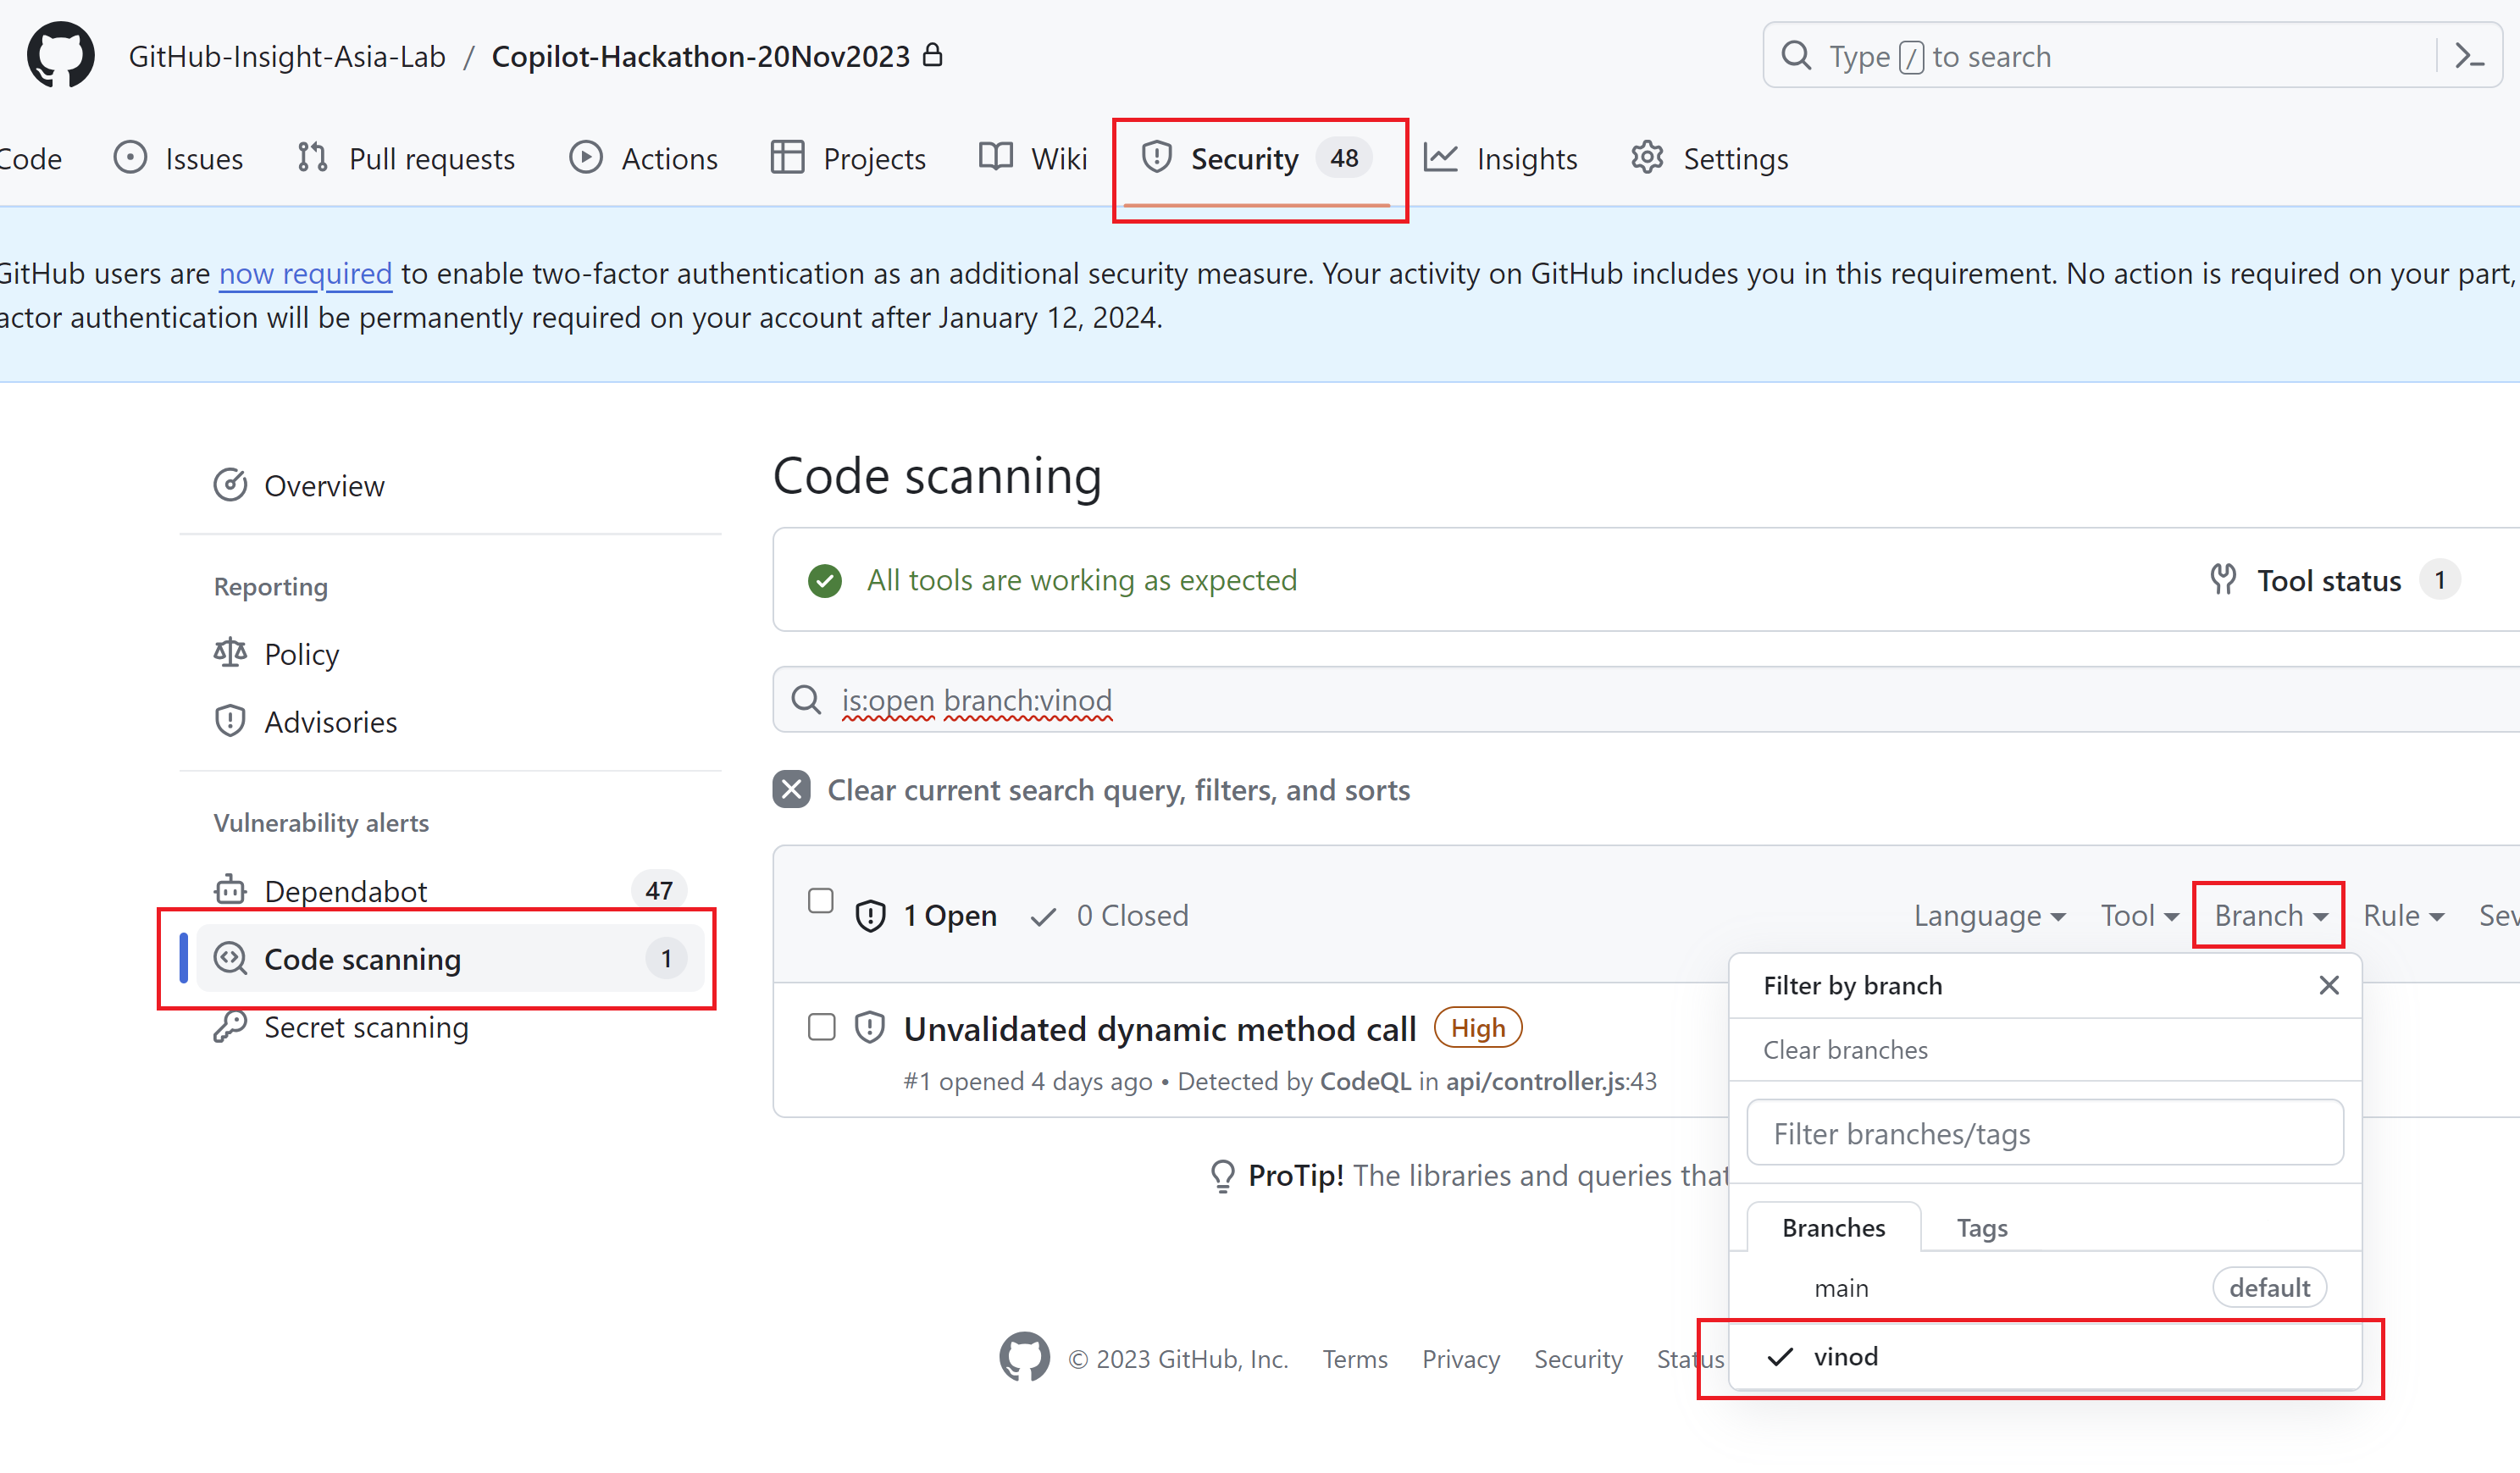 GitHub-Insight-Asia-Lab / Copilot-Hackathon-20Nov2023
Type / to search
Code Issues Pull requests Actions Projects Wiki Security 48 Insights Settings
GitHub users are now required to enable two-factor authentication as an additional security measure. Your activity on GitHub includes you in this requirement. No action is required on your part,
actor authentication will be permanently required on your account after January 12, 2024.
Overview
Reporting
Policy
Advisories
Vulnerability alerts
Dependabot 47
Code scanning 1
Secret scanning
Code scanning
All tools are working as expected
Tool status 1
is:open branch:vinod
Clear current search query, filters, and sorts
1 Open 0 Closed
Language Tool Branch Rule Sev
Unvalidated dynamic method call High
#1 opened 4 days ago • Detected by CodeQL in api/controller.js:43
Filter by branch
Clear branches
Filter branches/tags
Branches Tags
main default
vinod
ProTip! The libraries and queries that
© 2023 GitHub, Inc. Terms Privacy Security Status